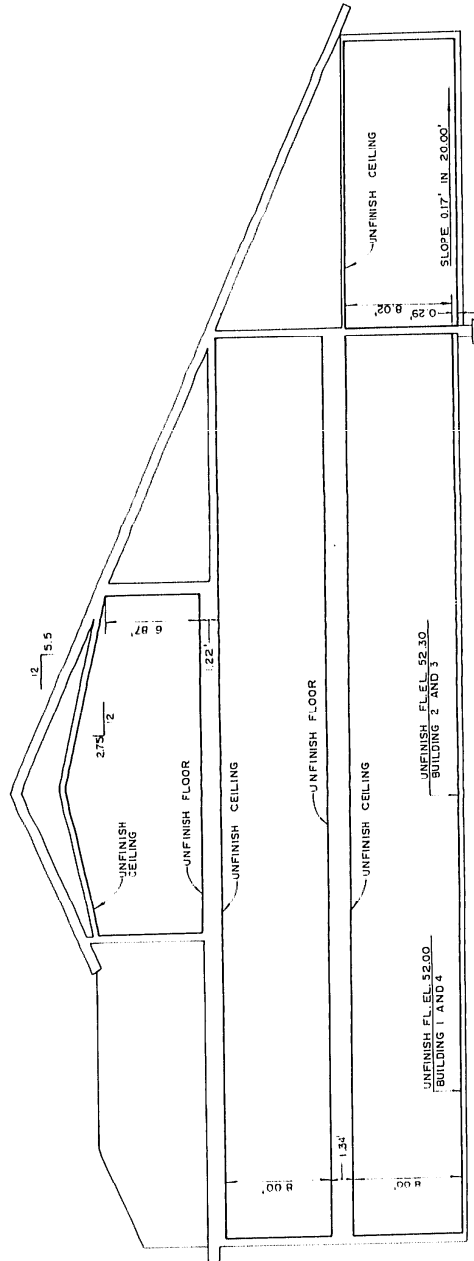 12
5.5
2.75'
12
6.87'
UNFINISH
CEILING
UNFINISH FLOOR
1.22'
UNFINISH CEILING
8.00'
UNFINISH FLOOR
1.34'
UNFINISH CEILING
8.00'
UNFINISH FL. EL. 52.00
BUILDING 1 AND 4
UNFINISH FL. EL. 52.30
BUILDING 2 AND 3
UNFINISH CEILING
8.02'
0.29'
SLOPE 0.17' IN 20.00'